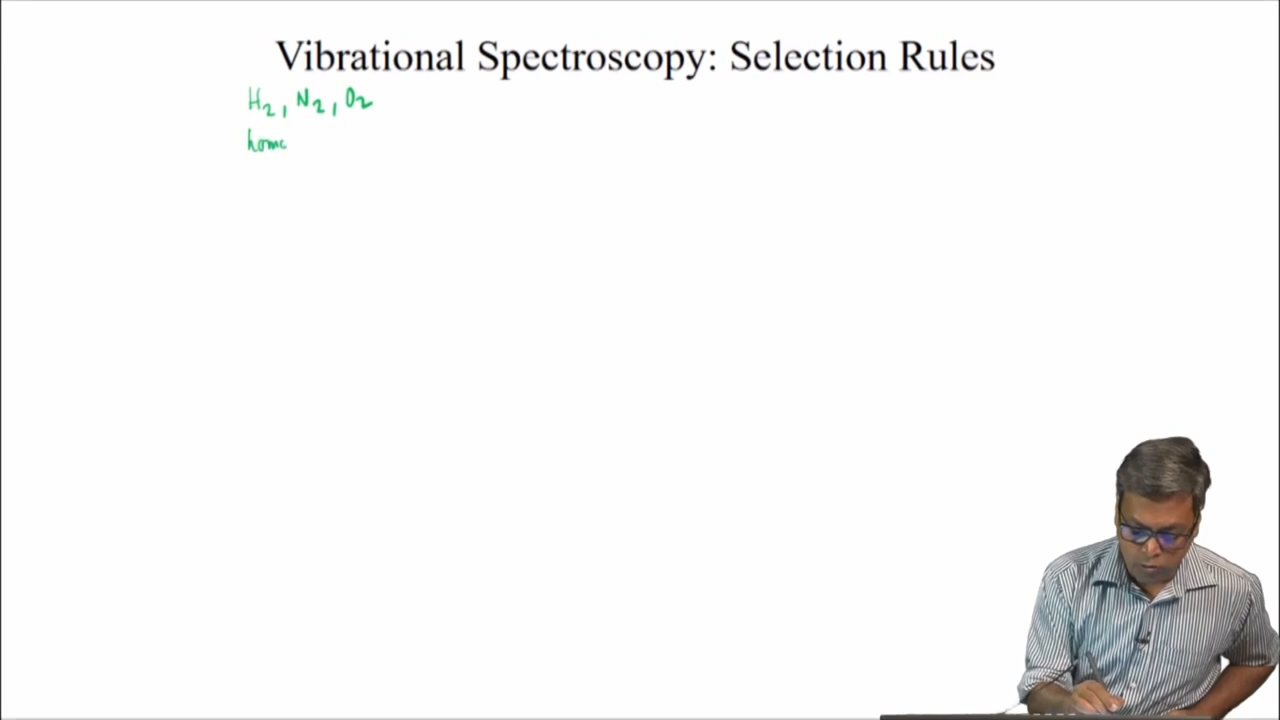 Vibrational Spectroscopy: Selection Rules
H₂, N₂, O₂
homo